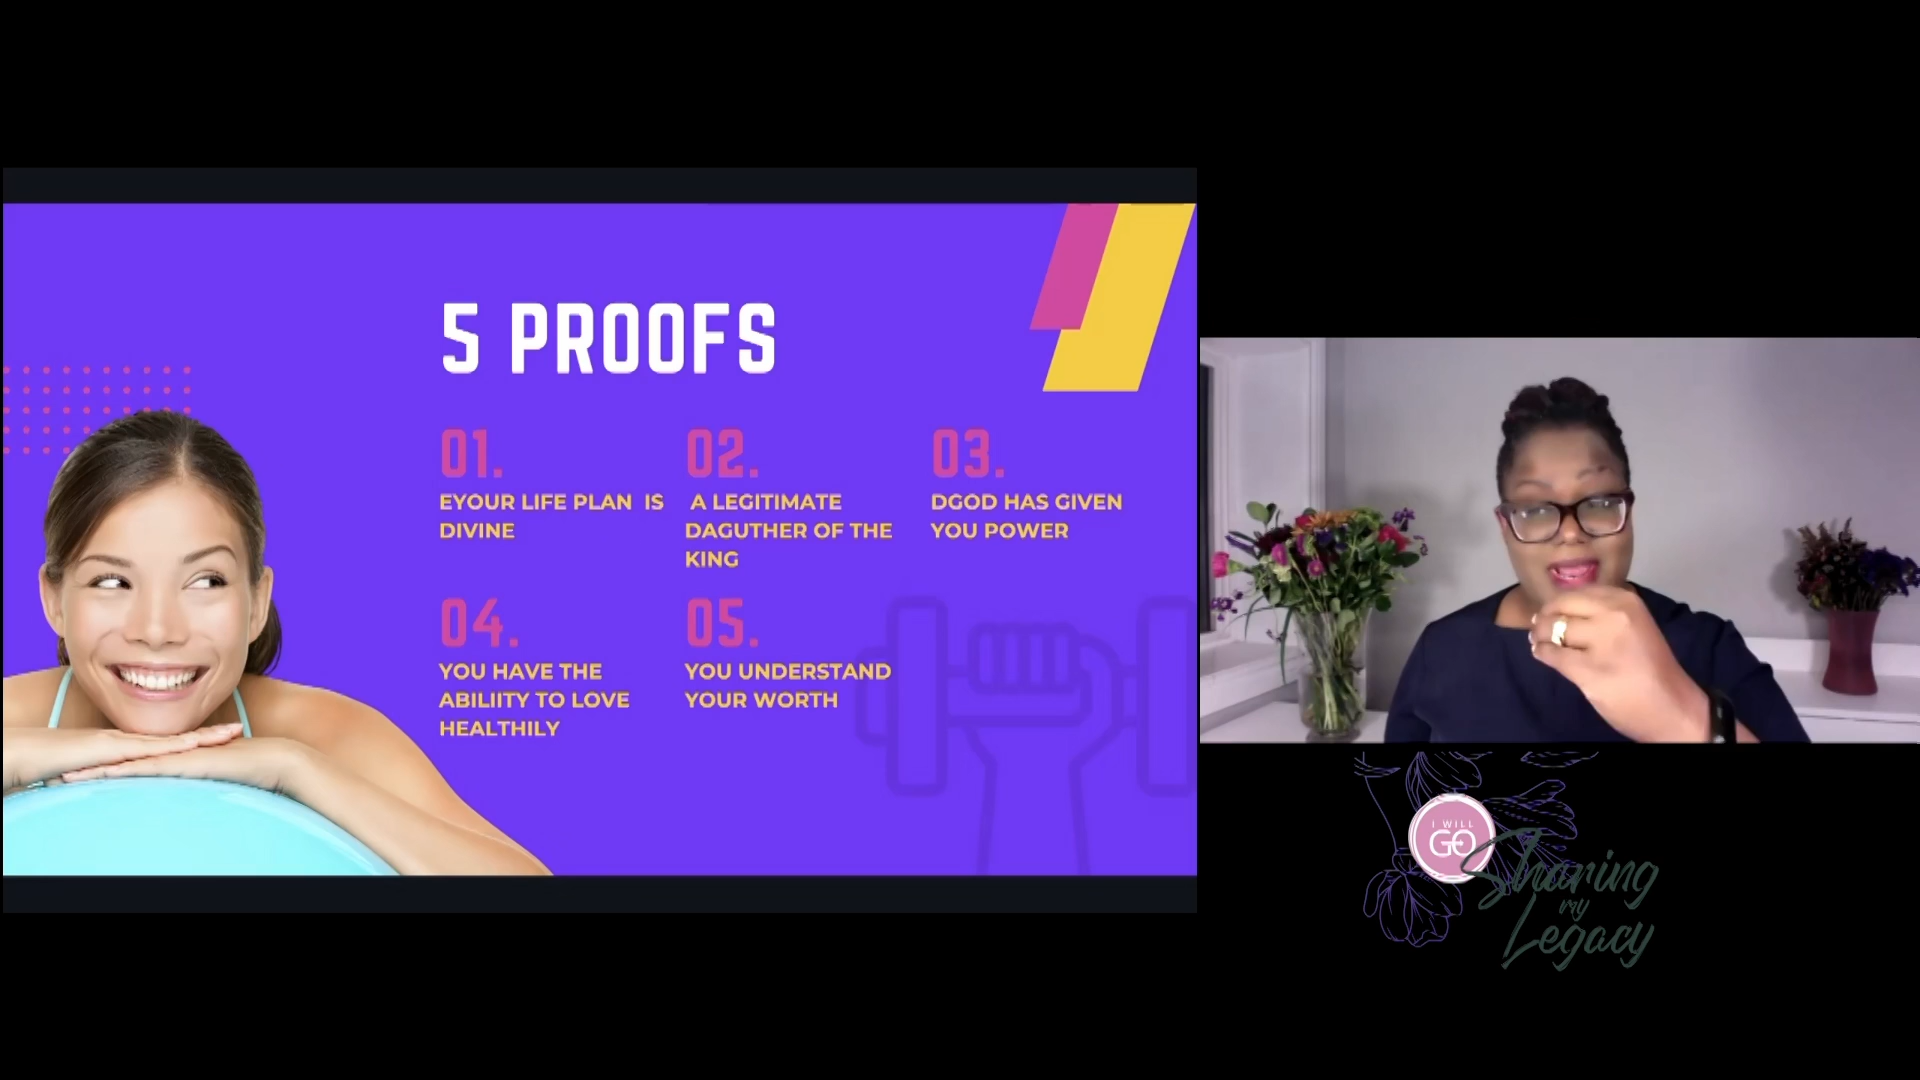 5 PROOFS
01.
EYOUR LIFE PLAN IS
DIVINE
02.
A LEGITIMATE
DAGUTHER OF THE
KING
03.
DGOD HAS GIVEN
YOU POWER
04.
YOU HAVE THE
ABILIITY TO LOVE
HEALTHILY
05.
YOU UNDERSTAND
YOUR WORTH
I WILL
GO
Sharing
my
Legacy